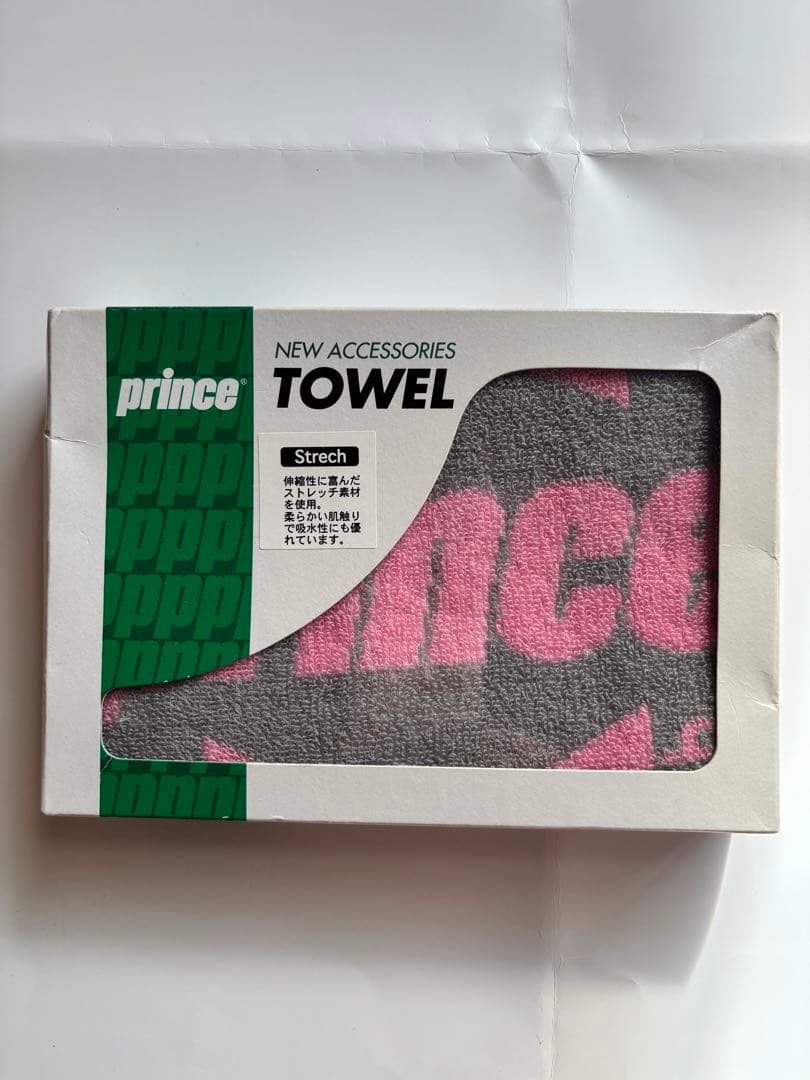 prince®
NEW ACCESSORIES
TOWEL
Strech
伸縮性に富んだ
ストレッチ素材
を使用。
柔らかい肌触り
で吸水性にも優
れています。
ince